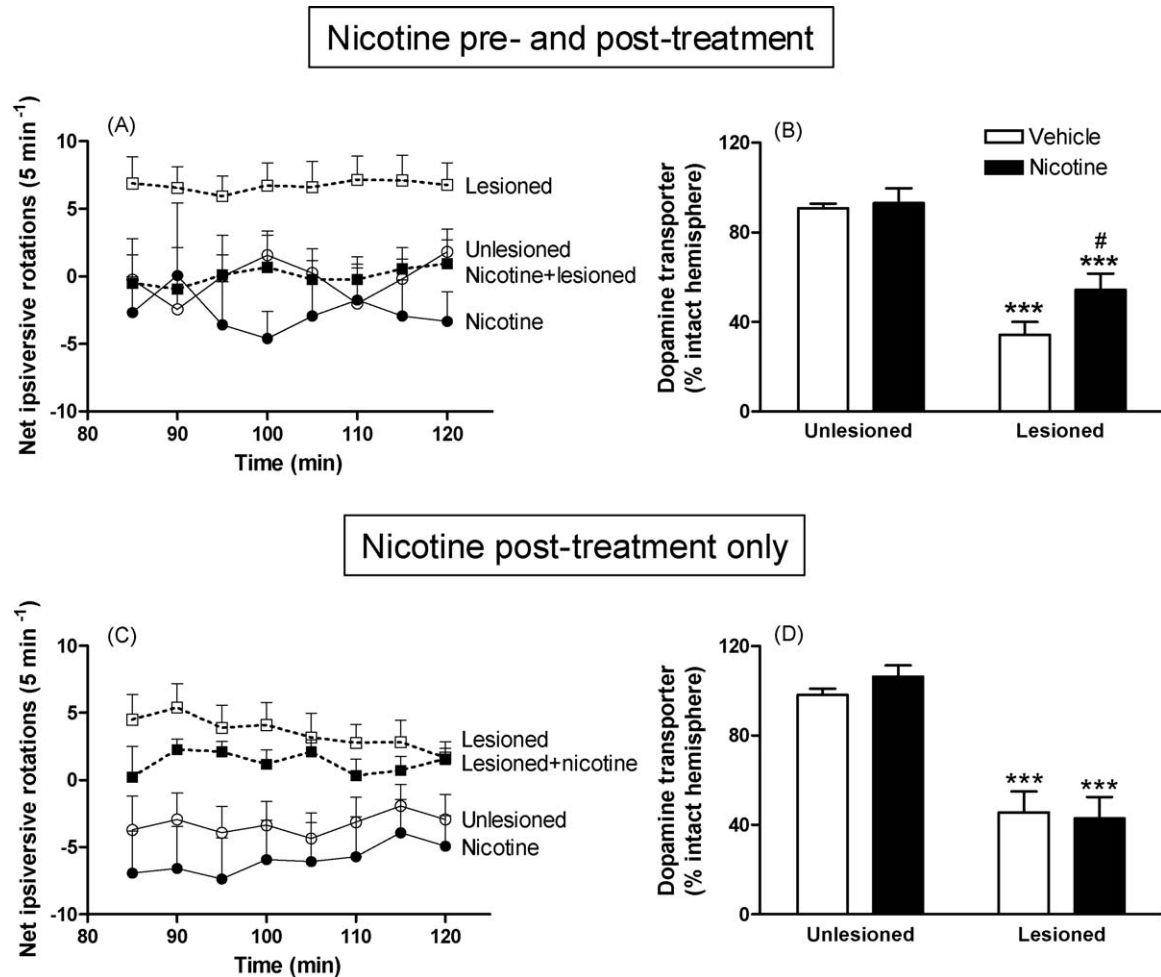 Nicotine pre- and post-treatment
(A)
Net ipsiversive rotations (5 min -1)
10
5
0
-5
-10
Lesioned
Unlesioned
Nicotine+lesioned
Nicotine
80 90 100 110 120
Time (min)
(B)
Dopamine transporter
(% intact hemisphere)
120
80
40
0
Vehicle
Nicotine
***
#
***
Unlesioned Lesioned
Nicotine post-treatment only
(C)
Net ipsiversive rotations (5 min -1)
10
5
0
-5
-10
Lesioned
Lesioned+nicotine
Unlesioned
Nicotine
80 90 100 110 120
Time (min)
(D)
Dopamine transporter
(% intact hemisphere)
120
80
40
0
*** ***
Unlesioned Lesioned